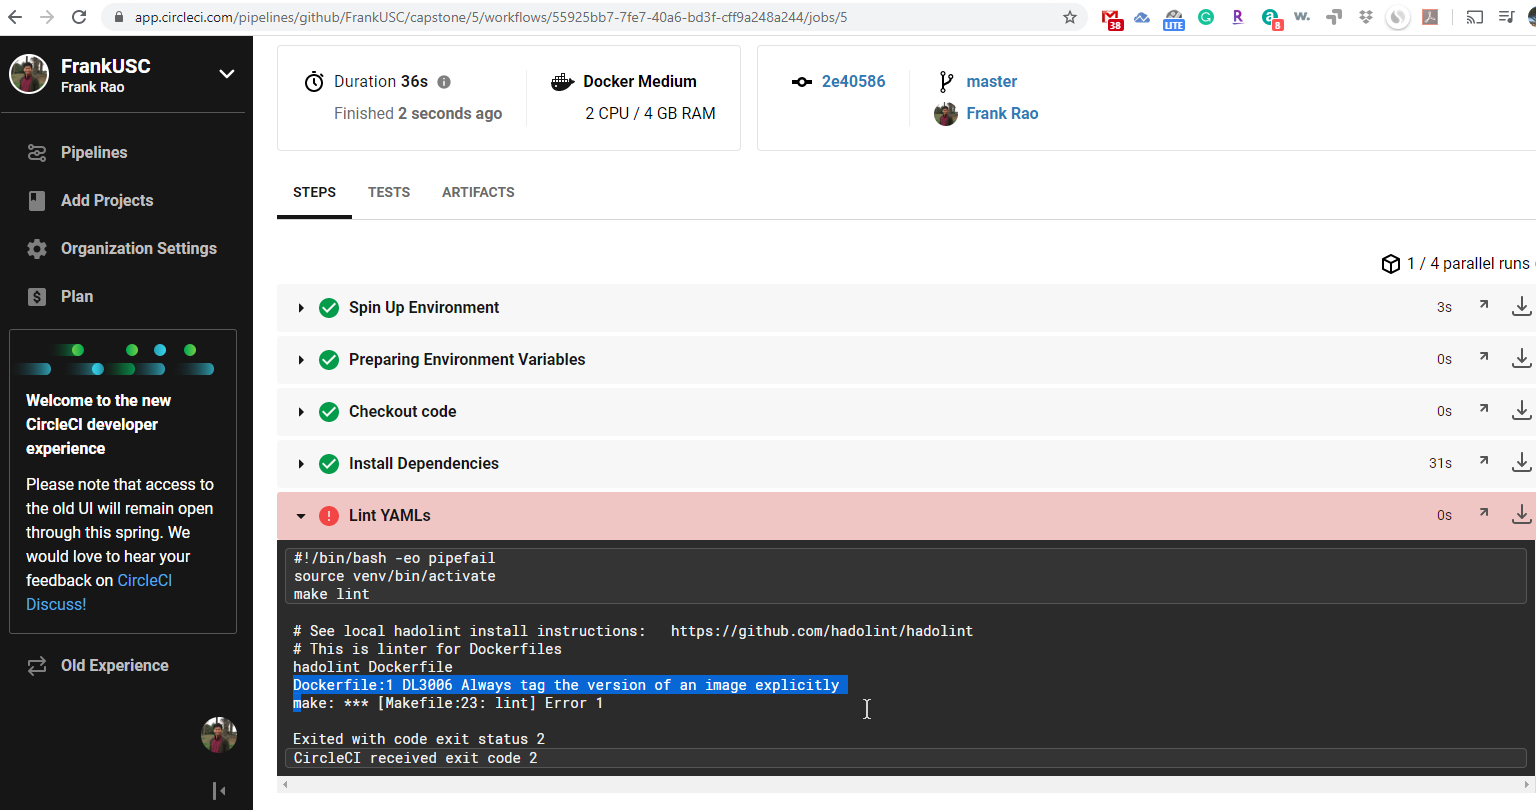 app.circleci.com/pipelines/github/FrankUSC/capstone/5/workflows/55925bb7-7fe7-40a6-bd3f-cff9a248a244/jobs/5
38
LITE
G
R
a
8
w.
FrankUSC
Frank Rao
Pipelines
Add Projects
Organization Settings
$ Plan
Welcome to the new
CircleCI developer
experience
Please note that access to
the old UI will remain open
through this spring. We
would love to hear your
feedback on CircleCI
Discuss!
Old Experience
Duration 36s
Finished 2 seconds ago
Docker Medium
2 CPU / 4 GB RAM
2e40586
master
Frank Rao
STEPS TESTS ARTIFACTS
1 / 4 parallel runs
Spin Up Environment 3s
Preparing Environment Variables 0s
Checkout code 0s
Install Dependencies 31s
Lint YAMLs 0s
#!/bin/bash -eo pipefail
source venv/bin/activate
make lint
# See local hadolint install instructions:   https://github.com/hadolint/hadolint
# This is linter for Dockerfiles
hadolint Dockerfile
Dockerfile:1 DL3006 Always tag the version of an image explicitly
make: *** [Makefile:23: lint] Error 1
Exited with code exit status 2
CircleCI received exit code 2